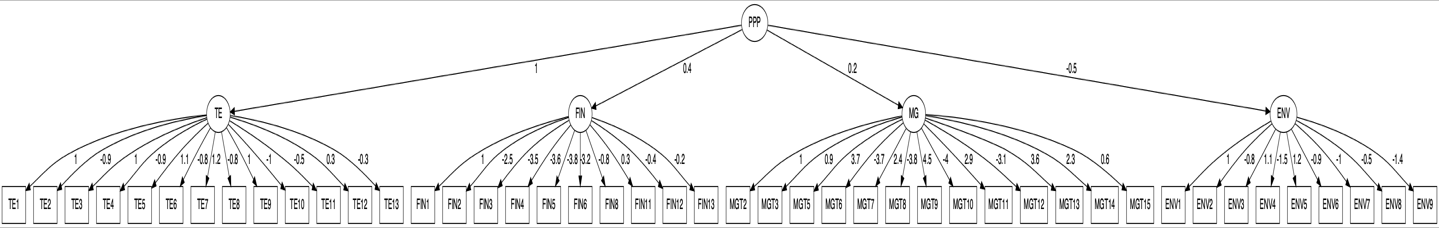 PPP
1 0.4 0.2 -0.5
TE FIN MG ENV
1 -0.9 1 -0.9 1.1 -0.8 1.2 -0.8 1 -1 -0.5 0.3 -0.3 1 -2.5 -3.5 -3.6 -3.8 -3.2 -0.8 0.3 -0.4 -0.2 1 0.9 3.7 -3.7 2.4 -3.8 4.5 -4 2.9 -3.1 3.6 2.3 0.6 1 -0.8 1.1 -1.5 1.2 -0.9 -1 -0.5 -1.4
TE1 TE2 TE3 TE4 TE5 TE6 TE7 TE8 TE9 TE10 TE11 TE12 TE13 FIN1 FIN2 FIN3 FIN4 FIN5 FIN6 FIN8 FIN11 FIN12 FIN13 MGT2 MGT3 MGT5 MGT6 MGT7 MGT8 MGT9 MGT10 MGT11 MGT12 MGT13 MGT14 MGT15 ENV1 ENV2 ENV3 ENV4 ENV5 ENV6 ENV7 ENV8 ENV9